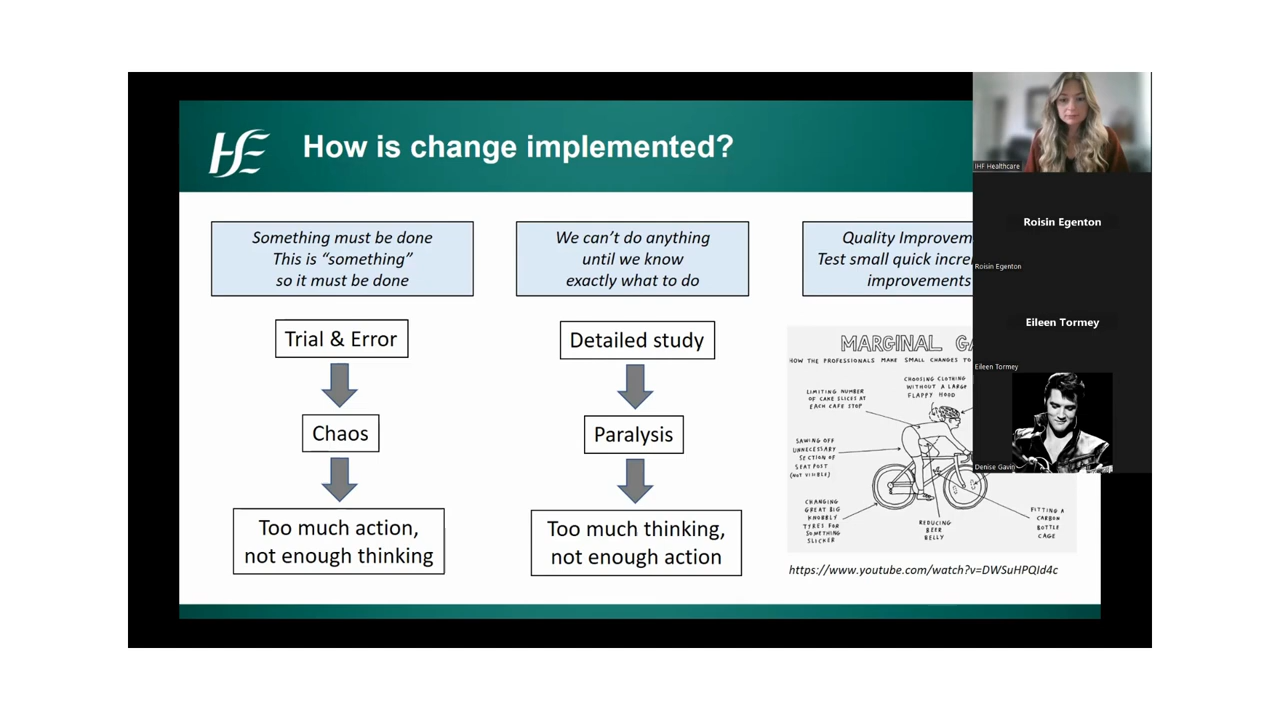 HSE
How is change implemented?
Something must be done
This is “something”
so it must be done
Trial & Error
Chaos
Too much action,
not enough thinking
We can’t do anything
until we know
exactly what to do
Detailed study
Paralysis
Too much thinking,
not enough action
Quality
Test small quick
improvements
MARGINAL
HOW THE PROFESSIONALS MAKE SMALL CHANGES TO
LIMITING NUMBER
OF CAKE SLICES AT
EACH CAFE STOP
CHOOSING CLOTHING
WITHOUT A LARGE
FLAPPY HOOD
SAWING OFF
UNNECESSARY
SECTION OF
SEAT POST
(NOT VISIBLE)
CHANGING
GREAT BIG
KNOBBLY
TYRES FOR
SOMETHING
SLICKER
REDUCING
BEER
BELLY
FITTING A
CARBON
BOTTLE
CAGE
https://www.youtube.com/watch?v=DWSuHPQId4c
IHF Healthcare
Roisin Egenton
Roisin Egenton
Eileen Tormey
Eileen Tormey
Denise Gavin